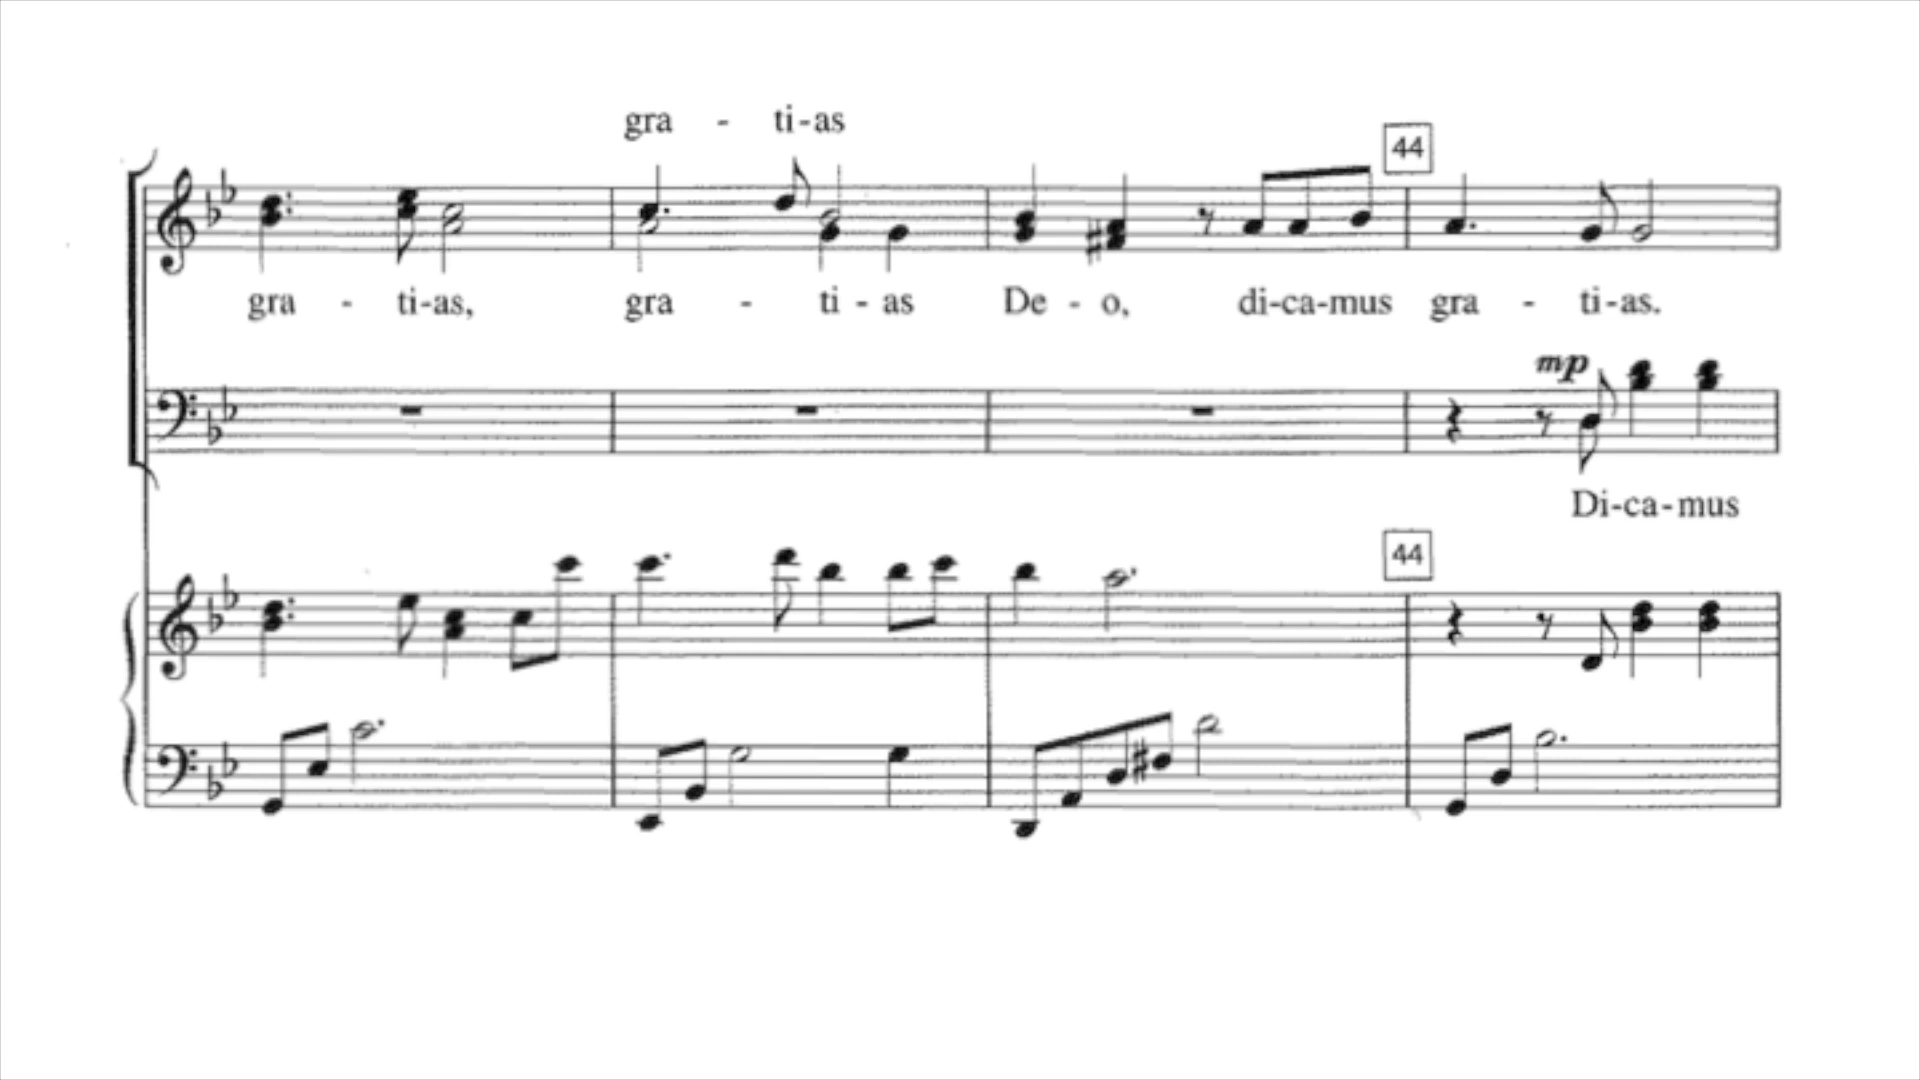 gra - ti-as
44
gra - ti-as, gra - ti - as De - o, di-ca-mus gra - ti-as.
mp
Di-ca-mus
44